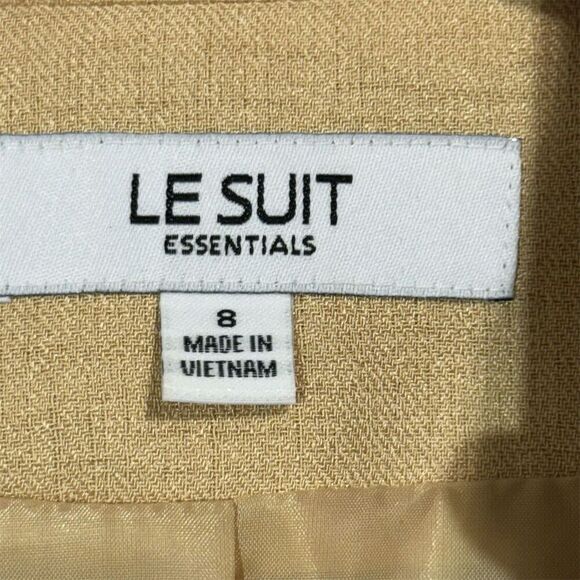 LE SUIT
ESSENTIALS
8
MADE IN
VIETNAM